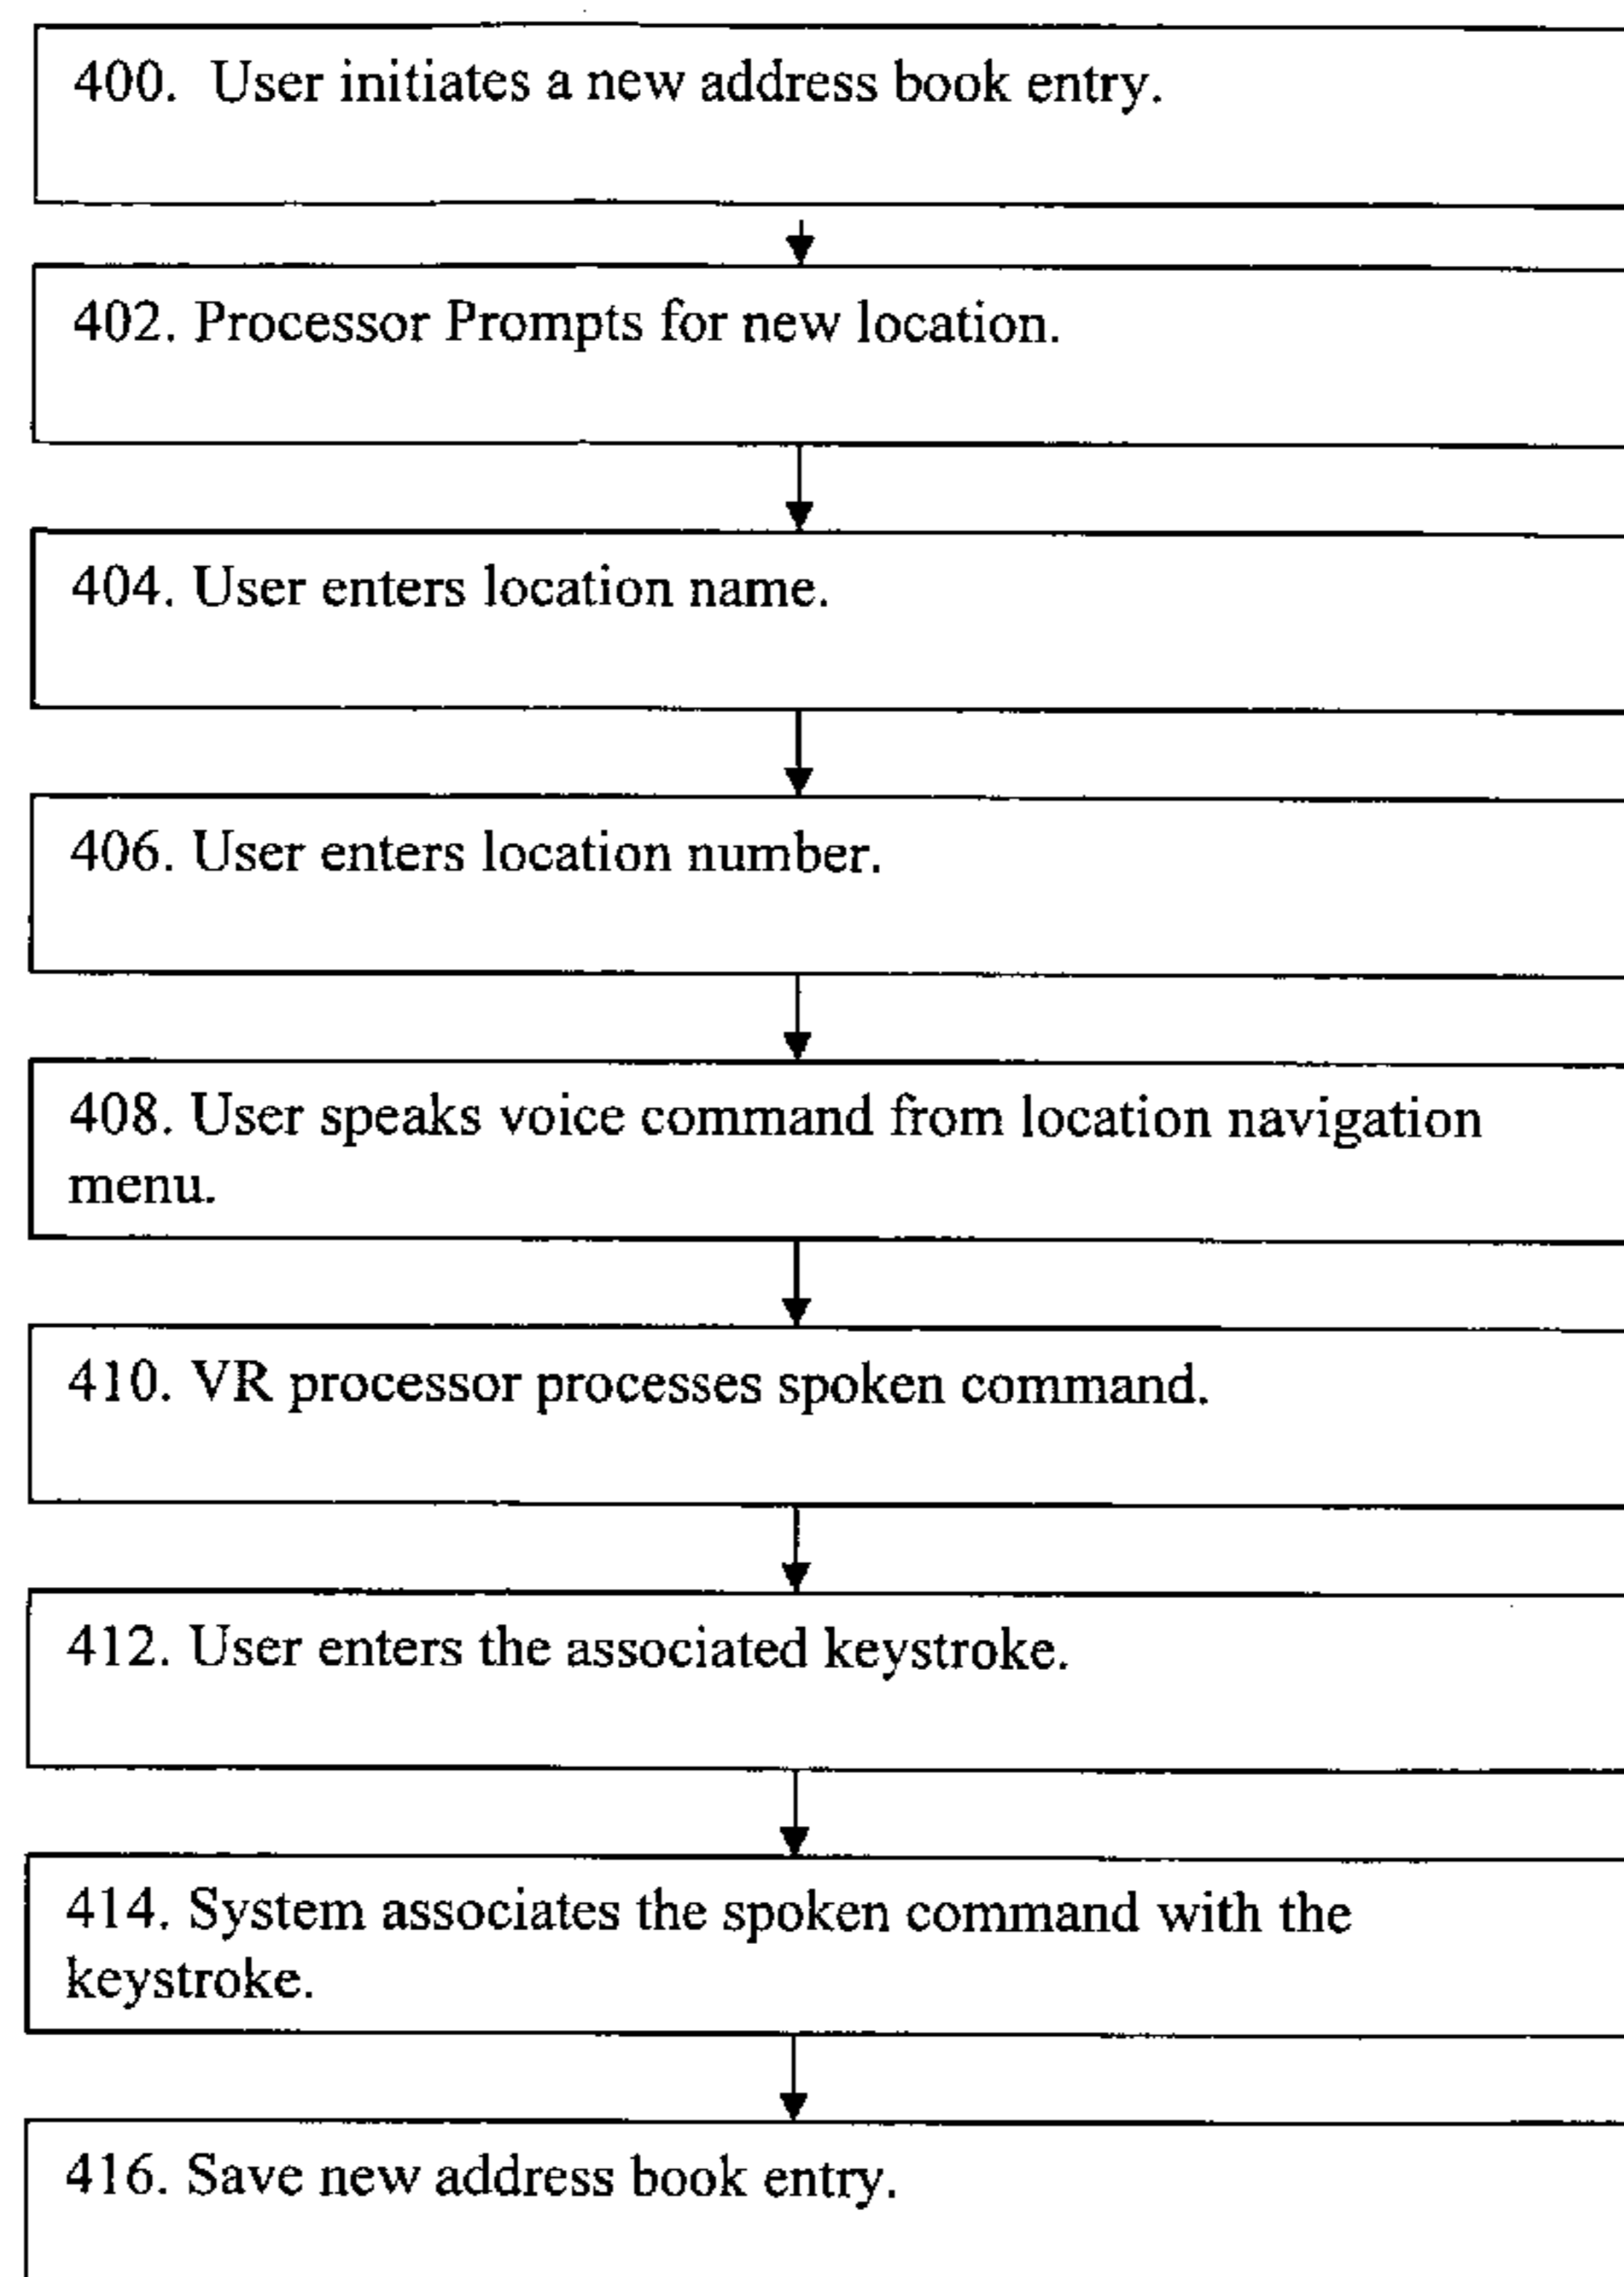 400. User initiates a new address book entry.
402. Processor Prompts for new location.
404. User enters location name.
406. User enters location number.
408. User speaks voice command from location navigation
menu.
410. VR processor processes spoken command.
412. User enters the associated keystroke.
414. System associates the spoken command with the
keystroke.
416. Save new address book entry.